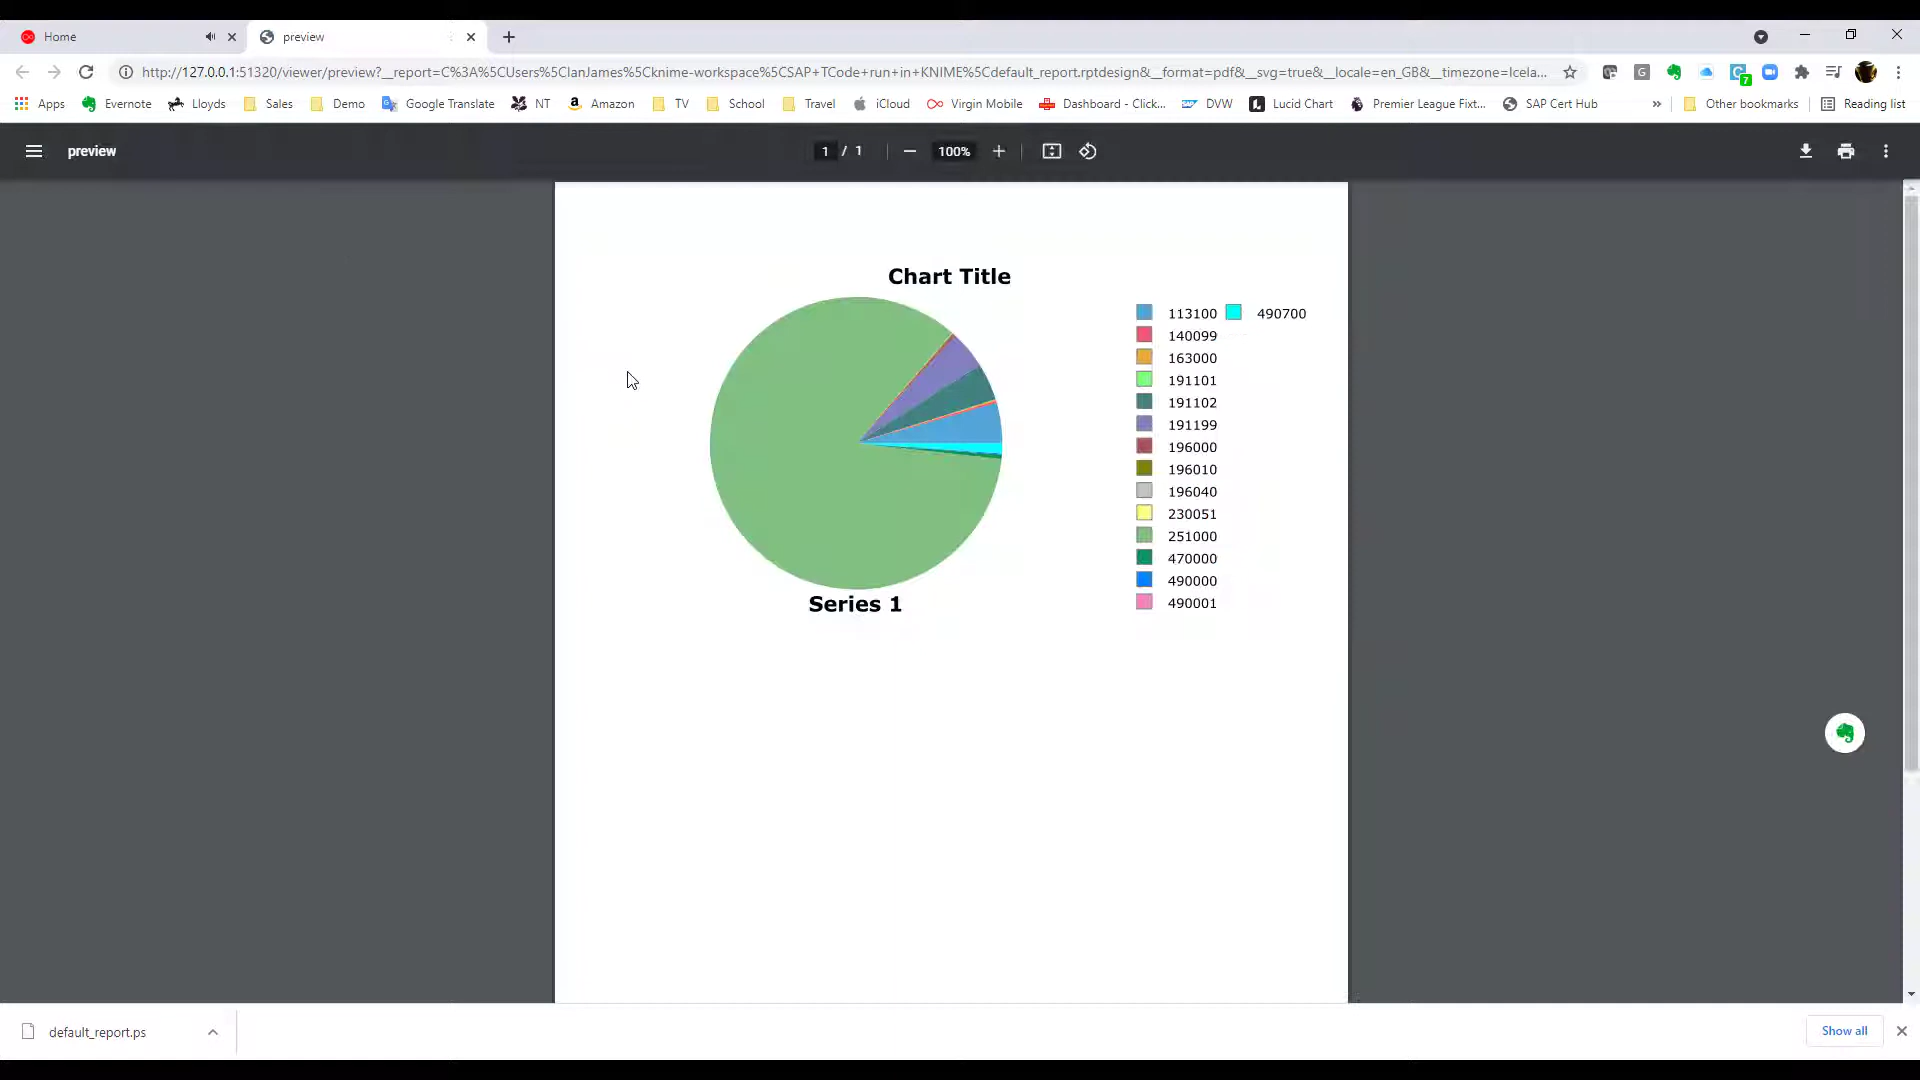 Home
preview
http://127.0.0.1:51320/viewer/preview?__report=C%3A%5CUsers%5CIanJames%5Cknime-workspace%5CSAP+TCode+run+in+KNIME%5Cdefault_report.rptdesign&__format=pdf&__svg=true&__locale=en_GB&__timezone=Icela...
Apps Evernote Lloyds Sales Demo Google Translate NT Amazon TV School Travel iCloud Virgin Mobile Dashboard - Click... DVW Lucid Chart Premier League Fixt... SAP Cert Hub » Other bookmarks Reading list
7
preview
1 / 1
100%
Chart Title
113100 490700
140099
163000
191101
191102
191199
196000
196010
196040
230051
251000
470000
490000
490001
Series 1
default_report.ps
Show all